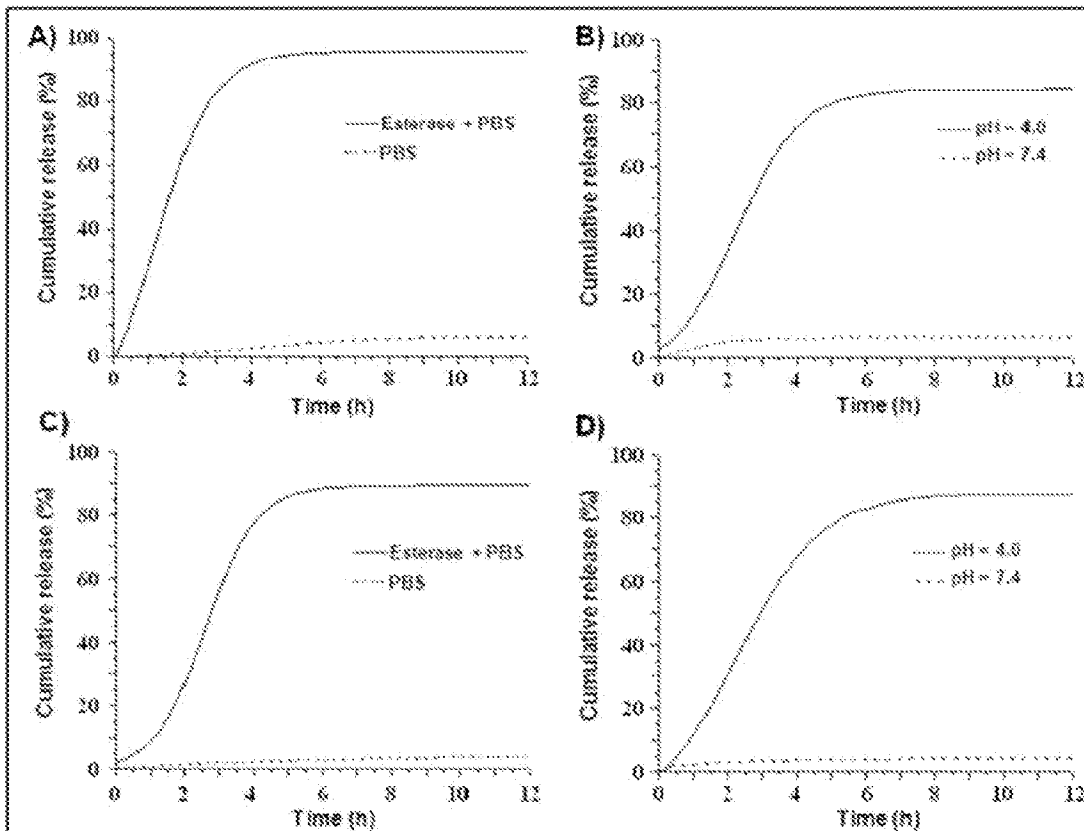 A)
Cumulative release (%)
100
80
60
40
20
0
Esterase + PBS
PBS
0 2 4 6 8 10 12
Time (h)
B)
Cumulative release (%)
100
80
60
40
20
0
pH = 4.0
pH = 7.4
0 2 4 6 8 10 12
Time (h)
C)
Cumulative release (%)
100
80
60
40
20
0
Esterase + PBS
PBS
0 2 4 6 8 10 12
Time (h)
D)
Cumulative release (%)
100
80
60
40
20
0
pH = 4.0
pH = 7.4
0 2 4 6 8 10 12
Time (h)